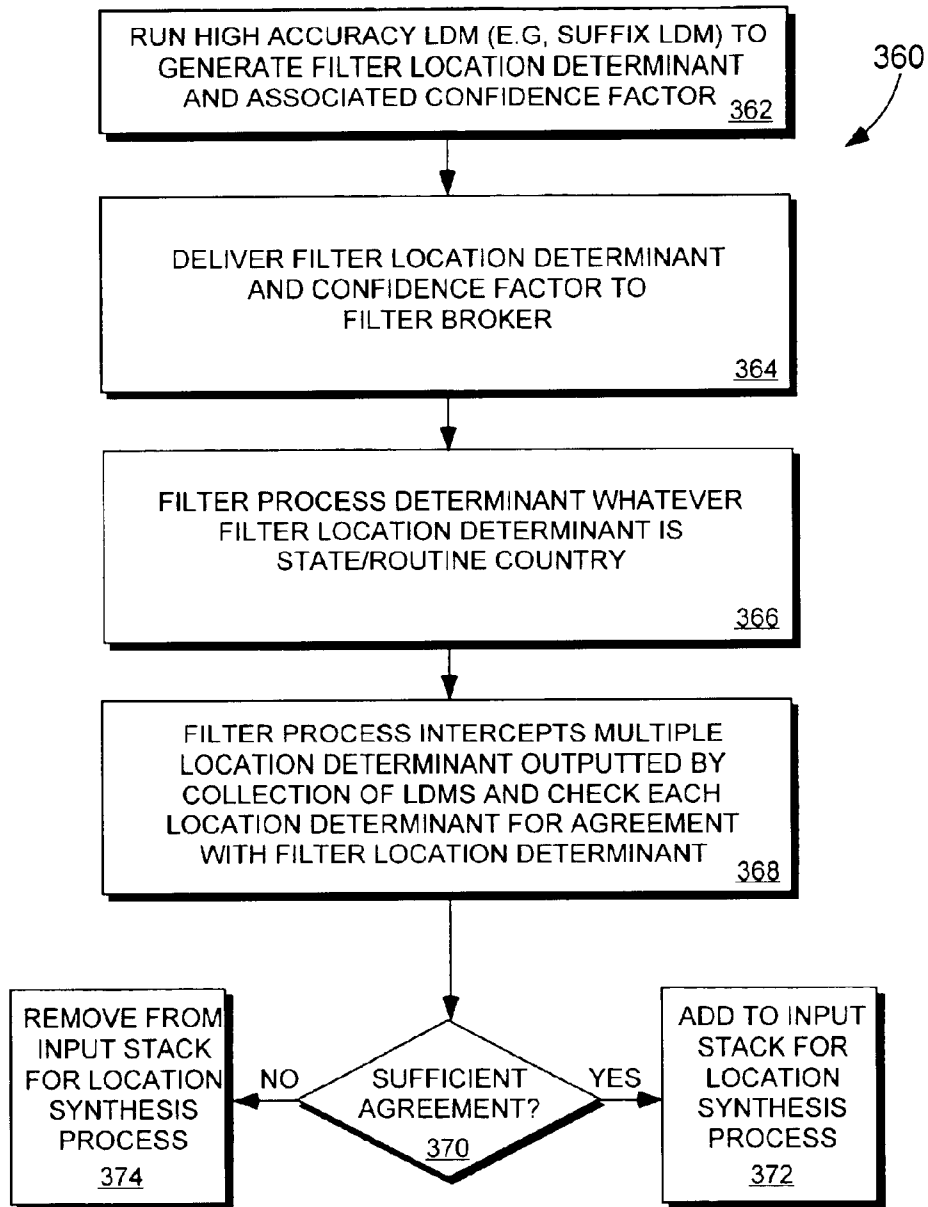 RUN HIGH ACCURACY LDM (E.G, SUFFIX LDM) TO
GENERATE FILTER LOCATION DETERMINANT
AND ASSOCIATED CONFIDENCE FACTOR
362
360
DELIVER FILTER LOCATION DETERMINANT
AND CONFIDENCE FACTOR TO
FILTER BROKER
364
FILTER PROCESS DETERMINANT WHATEVER
FILTER LOCATION DETERMINANT IS
STATE/ROUTINE COUNTRY
366
FILTER PROCESS INTERCEPTS MULTIPLE
LOCATION DETERMINANT OUTPUTTED BY
COLLECTION OF LDMS AND CHECK EACH
LOCATION DETERMINANT FOR AGREEMENT
WITH FILTER LOCATION DETERMINANT
368
REMOVE FROM
INPUT STACK
FOR LOCATION
SYNTHESIS
PROCESS
374
NO
SUFFICIENT
AGREEMENT?
370
YES
ADD TO INPUT
STACK FOR
LOCATION
SYNTHESIS
PROCESS
372